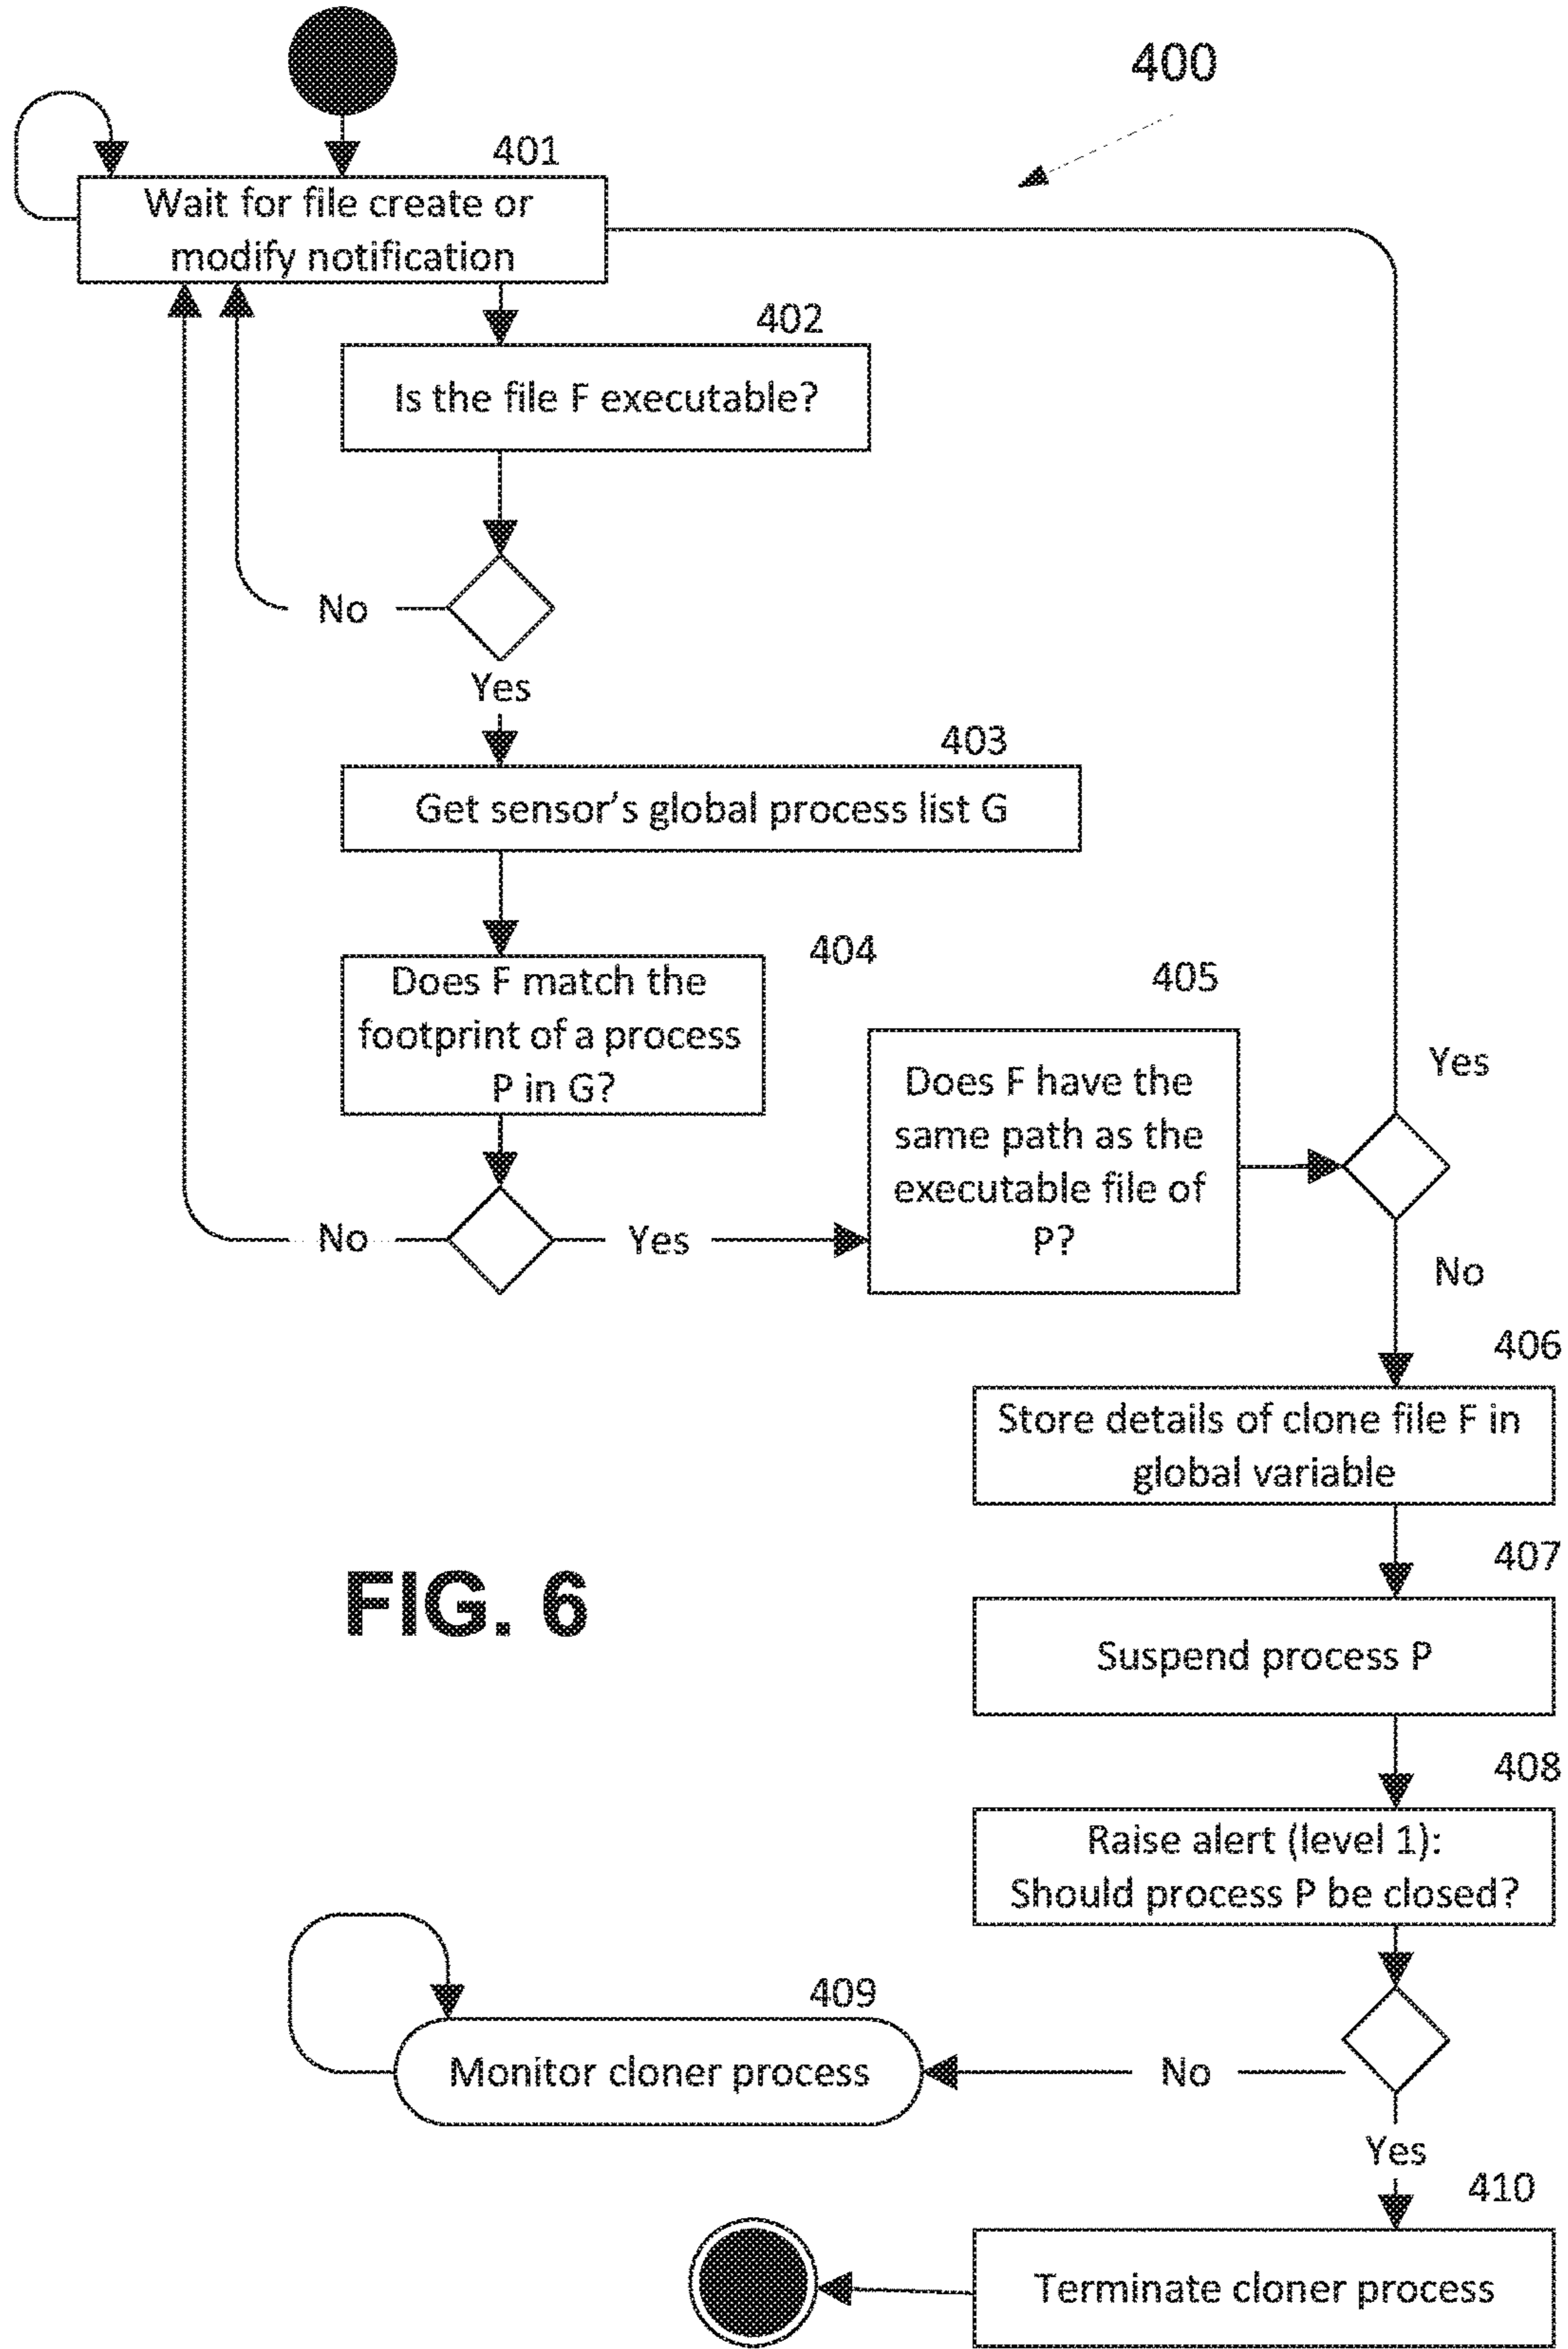 400
401
Wait for file create or
modify notification
402
Is the file F executable?
No
Yes
403
Get sensor's global process list G
404
Does F match the
footprint of a process
P in G?
405
Does F have the
same path as the
executable file of
P?
Yes
No
Yes
No
406
Store details of clone file F in
global variable
407
Suspend process P
FIG. 6
408
Raise alert (level 1):
Should process P be closed?
409
Monitor cloner process
No
Yes
410
Terminate cloner process